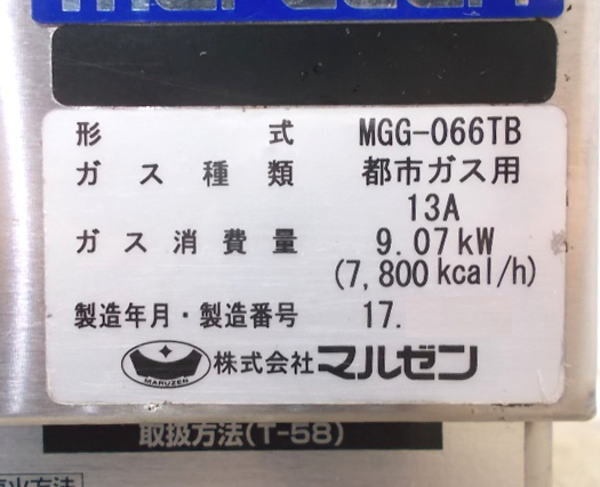 maruzen
形式 MGG-066TB
ガス種類 都市ガス用
13A
ガス消費量 9.07kW
(7,800kcal/h)
製造年月・製造番号 17.
MARUZEN 株式会社マルゼン
取扱方法(T-58)